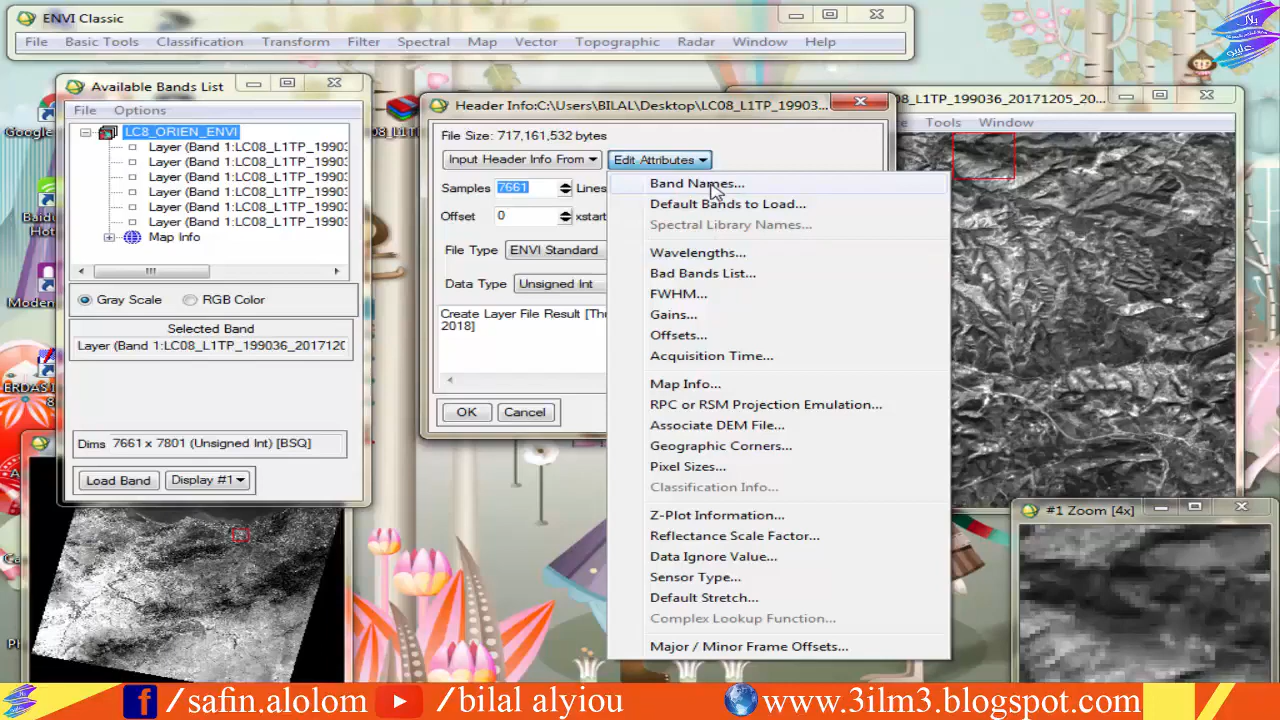 ENVI Classic
File Basic Tools Classification Transform Filter Spectral Map Vector Topographic Radar Window Help
بلال
عليو
Available Bands List
File Options
LC8_ORIEN_ENVI
Layer (Band 1:LC08_L1TP_1990
Layer (Band 1:LC08_L1TP_1990
Layer (Band 1:LC08_L1TP_1990
Layer (Band 1:LC08_L1TP_1990
Layer (Band 1:LC08_L1TP_1990
Layer (Band 1:LC08_L1TP_1990
Map Info
Gray Scale RGB Color
Selected Band
Layer (Band 1:LC08_L1TP_199036_201712
Dims 7661 x 7801 (Unsigned Int) [BSQ]
Load Band Display #1
Google
Baidu
Hot
Moden
ERDAS I
8
Header Info:C:\Users\BILAL\Desktop\LC08_L1TP_19903...
File Size: 717,161,532 bytes
Input Header Info From Edit Attributes
Samples 7661 Lines
Offset 0 xstart
File Type ENVI Standard
Data Type Unsigned Int
Create Layer File Result [Th
2018]
OK Cancel
Band Names...
Default Bands to Load...
Spectral Library Names...
Wavelengths...
Bad Bands List...
FWHM...
Gains...
Offsets...
Acquisition Time...
Map Info...
RPC or RSM Projection Emulation...
Associate DEM File...
Geographic Corners...
Pixel Sizes...
Classification Info...
Z-Plot Information...
Reflectance Scale Factor...
Data Ignore Value...
Sensor Type...
Default Stretch...
Complex Lookup Function...
Major / Minor Frame Offsets...
08_L1TP_199036_20171205_20...
Tools Window
#1 Zoom [4x]
/safin.alolom /bilal alyiou www.3ilm3.blogspot.com